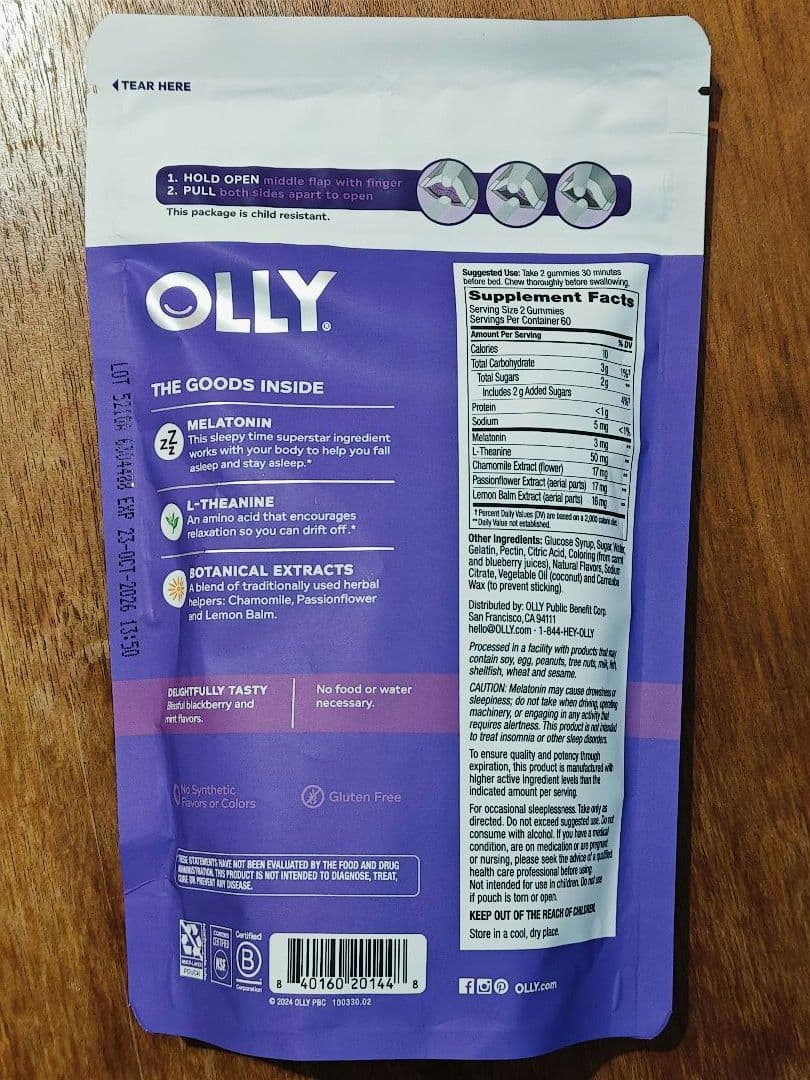 TEAR HERE
1. HOLD OPEN middle flap with finger
2. PULL both sides apart to open
This package is child resistant.
OLLY®
THE GOODS INSIDE
MELATONIN
This sleepy time superstar ingredient
works with your body to help you fall
asleep and stay asleep.*
L-THEANINE
An amino acid that encourages
relaxation so you can drift off.*
BOTANICAL EXTRACTS
A blend of traditionally used herbal
helpers: Chamomile, Passionflower
and Lemon Balm.
DELIGHTFULLY TASTY
Blissful blackberry and
mint flavors.
No food or water
necessary.
No Synthetic
Flavors or Colors
Gluten Free
THESE STATEMENTS HAVE NOT BEEN EVALUATED BY THE FOOD AND DRUG
ADMINISTRATION. THIS PRODUCT IS NOT INTENDED TO DIAGNOSE, TREAT,
CURE OR PREVENT ANY DISEASE.
EXP 23-OCT-2026 13:50
Suggested Use: Take 2 gummies 30 minutes
before bed. Chew thoroughly before swallowing.
Supplement Facts
Serving Size 2 Gummies
Servings Per Container 60
Amount Per Serving % DV
Calories 10
Total Carbohydrate 3g 1%†
Total Sugars 2g **
Includes 2 g Added Sugars 4%†
Protein <1g
Sodium 5 mg <1%
Melatonin 3 mg **
L-Theanine 50 mg **
Chamomile Extract (flower) 17 mg **
Passionflower Extract (aerial parts) 17 mg **
Lemon Balm Extract (aerial parts) 16 mg **
† Percent Daily Values (DV) are based on a 2,000 calorie diet.
**Daily Value not established.
Other Ingredients: Glucose Syrup, Sugar, Water,
Gelatin, Pectin, Citric Acid, Coloring (from carrot
and blueberry juices), Natural Flavors, Sodium
Citrate, Vegetable Oil (coconut) and Carnauba
Wax (to prevent sticking).
Distributed by: OLLY Public Benefit Corp.
San Francisco, CA 94111
hello@OLLY.com · 1-844-HEY-OLLY
Processed in a facility with products that may
contain soy, egg, peanuts, tree nuts, milk, fish,
shellfish, wheat and sesame.
CAUTION: Melatonin may cause drowsiness or
sleepiness; do not take when driving, operating
machinery, or engaging in any activity that
requires alertness. This product is not intended
to treat insomnia or other sleep disorders.
To ensure quality and potency through
expiration, this product is manufactured with
higher active ingredient levels than the
indicated amount per serving.
For occasional sleeplessness. Take only as
directed. Do not exceed suggested use. Do not
consume with alcohol. If you have a medical
condition, are on medication or are pregnant
or nursing, please seek the advice of a qualified
health care professional before using.
Not intended for use in children. Do not use
if pouch is torn or open.
KEEP OUT OF THE REACH OF CHILDREN.
Store in a cool, dry place.
MULTI-LAYER
POUCH
CONTENTS
CERTIFIED
NSF
Certified
B
Corporation
8 40160 20144 8
© 2024 OLLY PBC 100330.02
OLLY.com